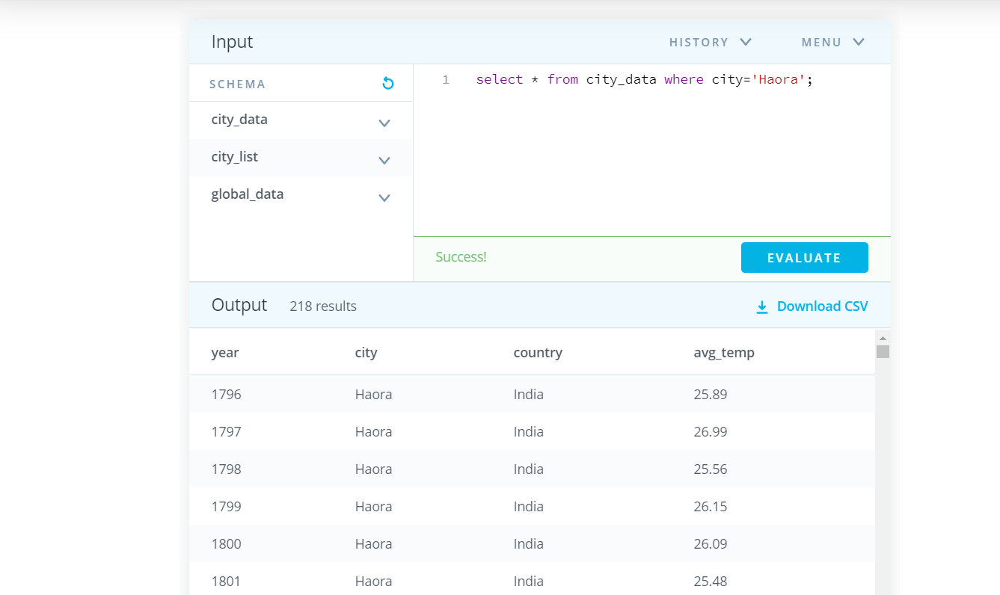 Input HISTORY MENU
SCHEMA
1 select * from city_data where city='Haora';
city_data
city_list
global_data
Success! EVALUATE
Output 218 results Download CSV
year city country avg_temp
1796 Haora India 25.89
1797 Haora India 26.99
1798 Haora India 25.56
1799 Haora India 26.15
1800 Haora India 26.09
1801 Haora India 25.48